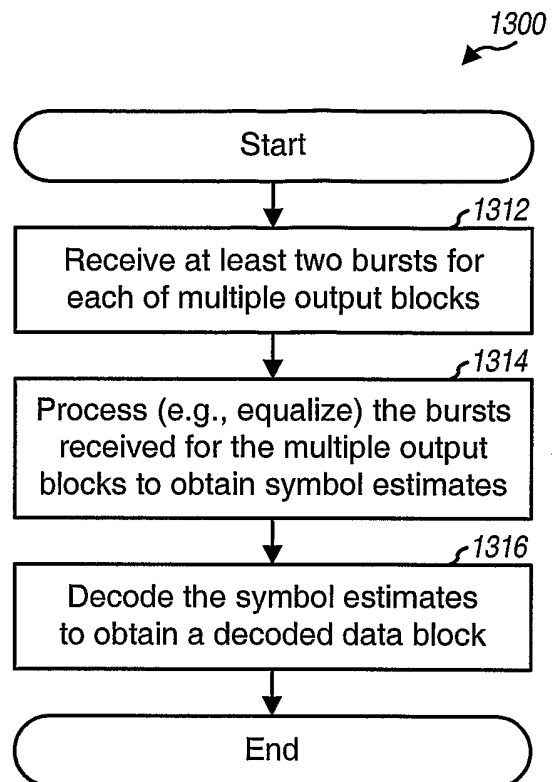 1300
Start
1312
Receive at least two bursts for
each of multiple output blocks
1314
Process (e.g., equalize) the bursts
received for the multiple output
blocks to obtain symbol estimates
1316
Decode the symbol estimates
to obtain a decoded data block
End